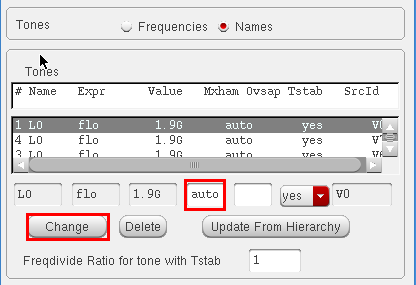 Tones Frequencies Names
Tones
# Name Expr Value Mxham Ovsap Tstab SrcId
1 LO flo 1.9G auto yes V0
4 LO flo 1.9G auto yes
3 LO flo 1.9G auto yes
LO flo 1.9G auto yes V0
Change Delete Update From Hierarchy
Freqdivide Ratio for tone with Tstab 1